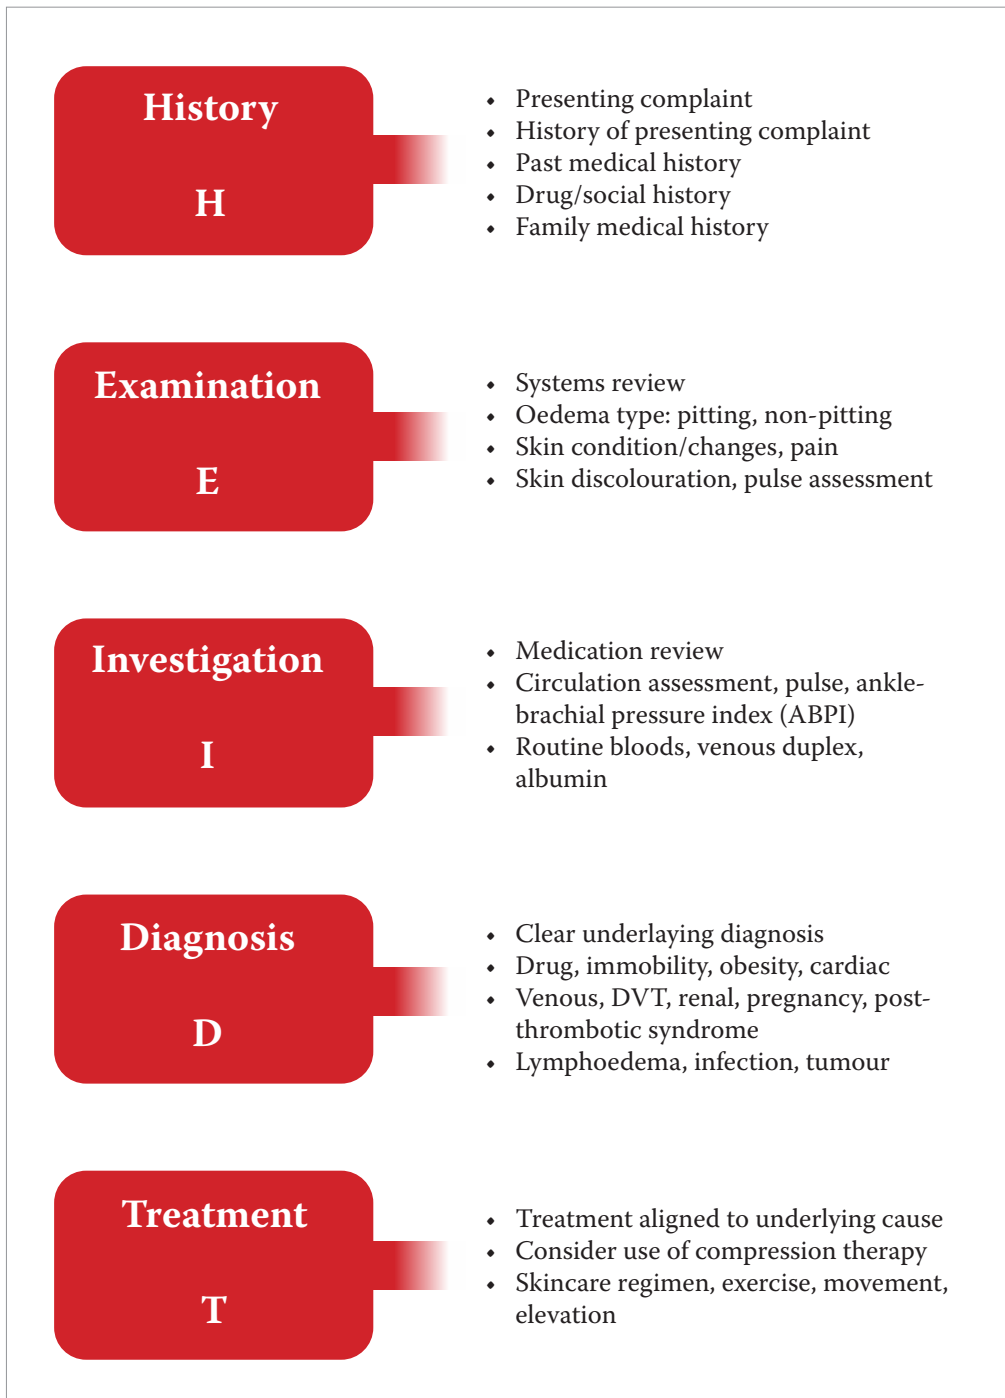 History
H
• Presenting complaint
• History of presenting complaint
• Past medical history
• Drug/social history
• Family medical history
Examination
E
• Systems review
• Oedema type: pitting, non-pitting
• Skin condition/changes, pain
• Skin discolouration, pulse assessment
Investigation
I
• Medication review
• Circulation assessment, pulse, ankle-
brachial pressure index (ABPI)
• Routine bloods, venous duplex,
albumin
Diagnosis
D
• Clear underlaying diagnosis
• Drug, immobility, obesity, cardiac
• Venous, DVT, renal, pregnancy, post-
thrombotic syndrome
• Lymphoedema, infection, tumour
Treatment
T
• Treatment aligned to underlying cause
• Consider use of compression therapy
• Skincare regimen, exercise, movement,
elevation